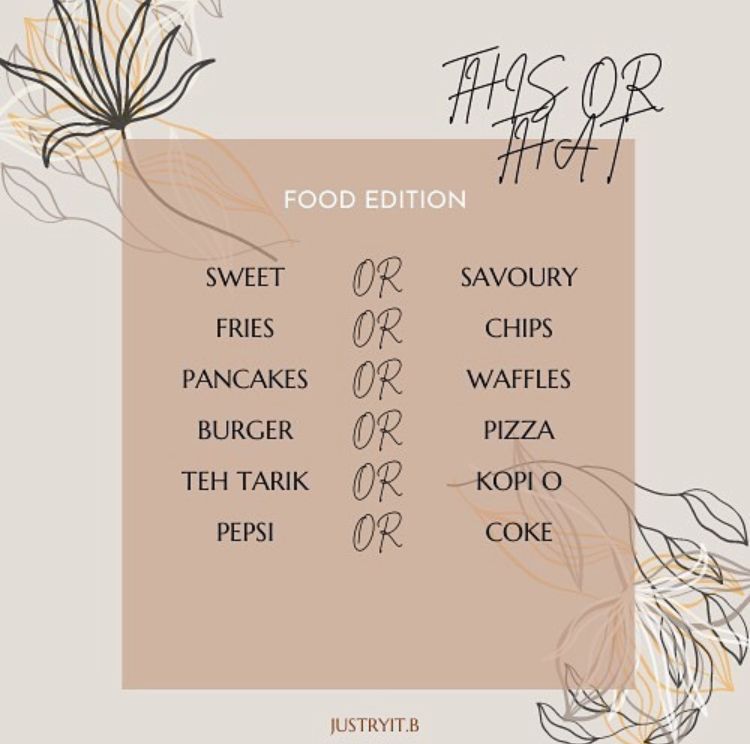 THIS OR
THAT
FOOD EDITION
SWEET OR SAVOURY
FRIES OR CHIPS
PANCAKES OR WAFFLES
BURGER OR PIZZA
TEH TARIK OR KOPI O
PEPSI OR COKE
JUSTRYIT.B